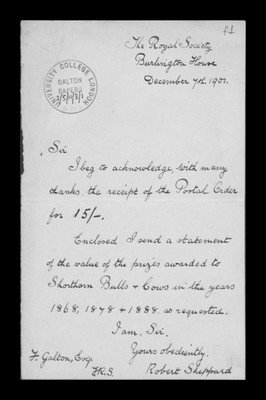 f1
The Royal Society
Burlington House
December 7th, 1901.
UNIVERSITY COLLEGE LONDON
GALTON
PAPERS
Sir
I beg to acknowledge, with many
thanks the receipt of the Postal Order
for 15/-.
Enclosed I send a statement
of the value of the prizes awarded to
Shorthorn Bulls & Cows in the years
1868, 1878 & 1888 as requested.
I am, Sir,
Yours obediently.
Robert Sheppard
F. Galton, Esq.
F.R.S.